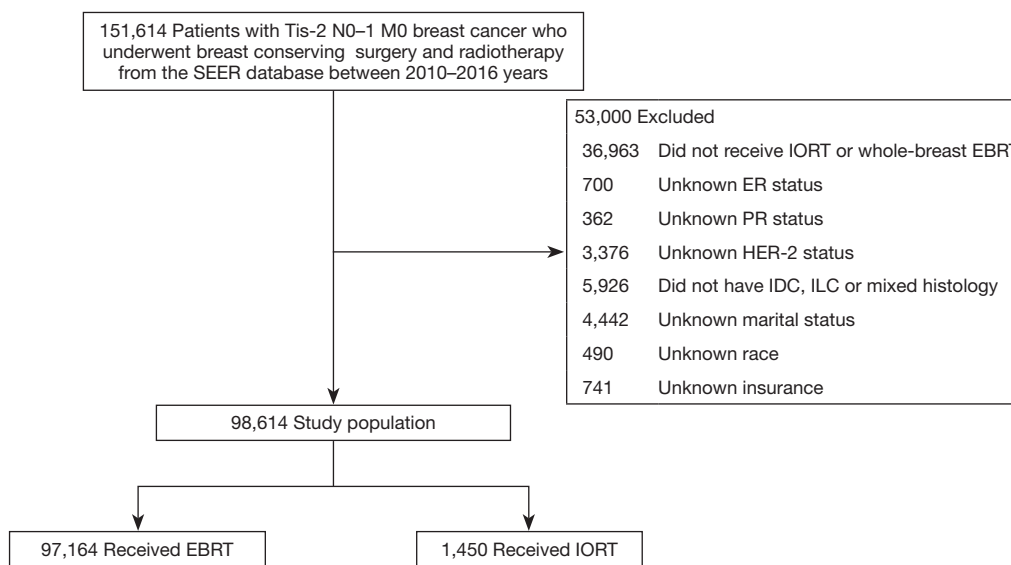 151,614 Patients with Tis-2 N0–1 M0 breast cancer who
underwent breast conserving surgery and radiotherapy
from the SEER database between 2010–2016 years
53,000 Excluded
36,963 Did not receive IORT or whole-breast EBRT
700 Unknown ER status
362 Unknown PR status
3,376 Unknown HER-2 status
5,926 Did not have IDC, ILC or mixed histology
4,442 Unknown marital status
490 Unknown race
741 Unknown insurance
98,614 Study population
97,164 Received EBRT
1,450 Received IORT